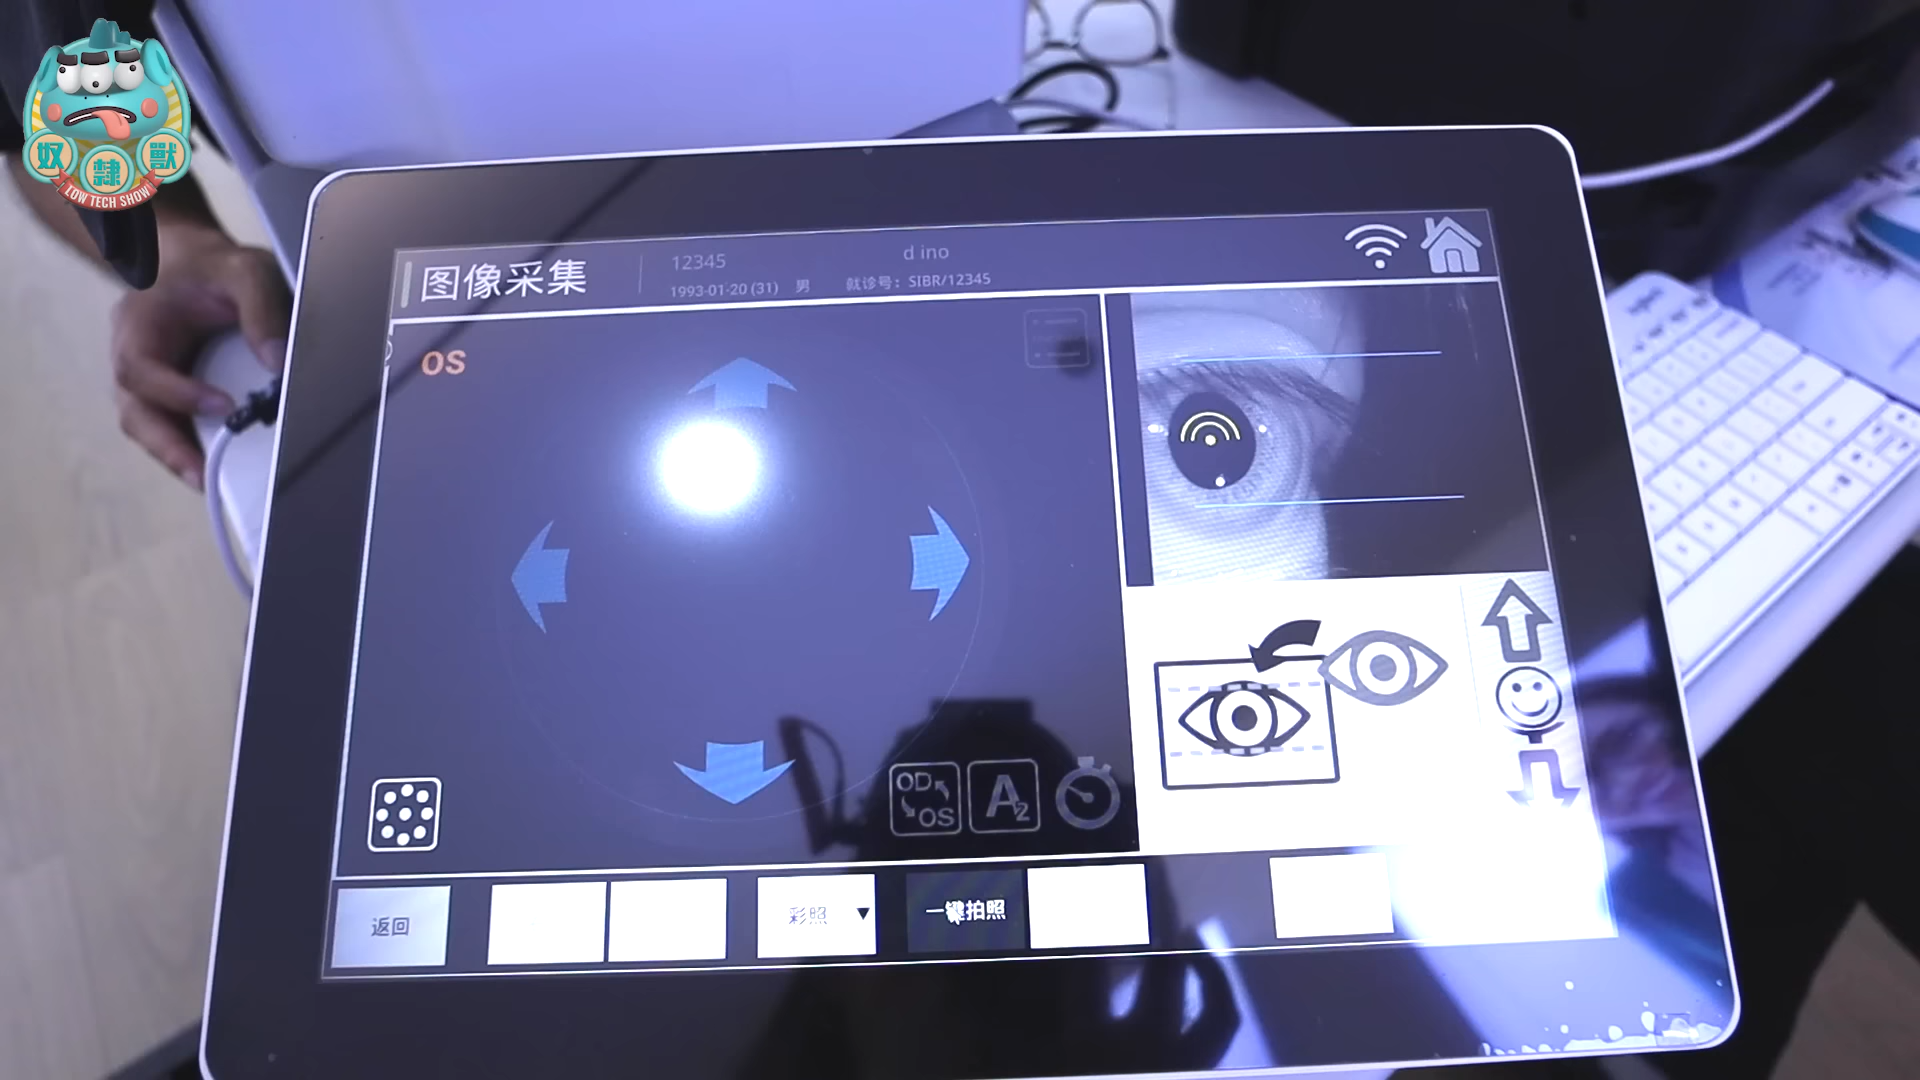 奴隸獸
LOW TECH SHOW
图像采集
12345
d ino
1993-01-20 (31) 男
就诊号: SIBR/12345
OS
OD
OS
A2
返回
彩照
一键拍照